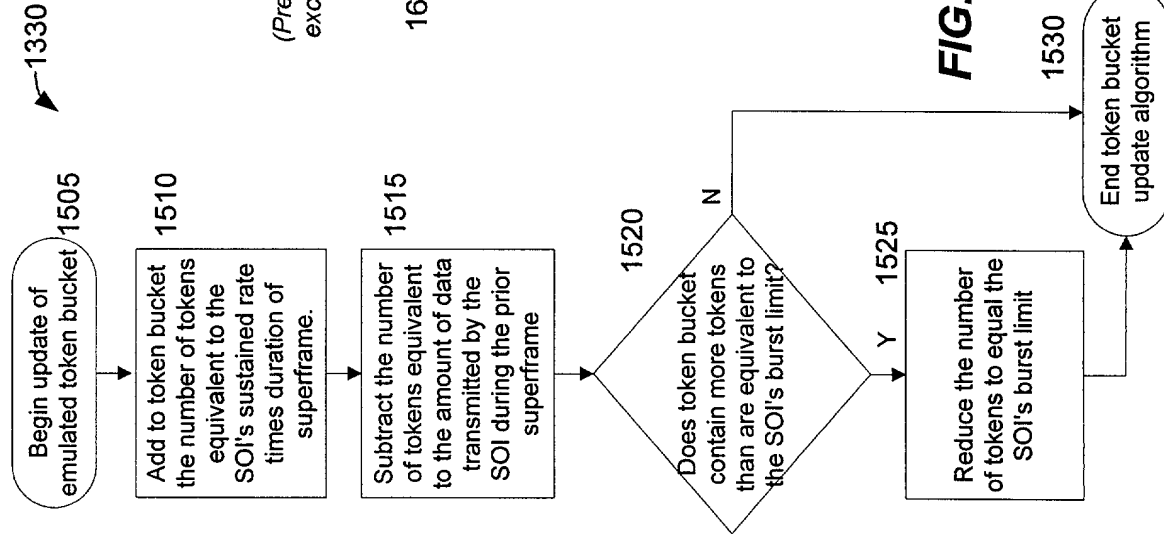 1330
Begin update of
emulated token bucket
1505
1510
Add to token bucket
the number of tokens
equivalent to the
SOI's sustained rate
times duration of
superframe.
1515
Subtract the number
of tokens equivalent
to the amount of data
transmitted by the
SOI during the prior
superframe
1520
Does token bucket
contain more tokens
than are equivalent to
the SOI's burst limit?
N
Y
1525
Reduce the number
of tokens to equal the
SOI's burst limit
1530
End token bucket
update algorithm
(Pre
exc
16
FIG.